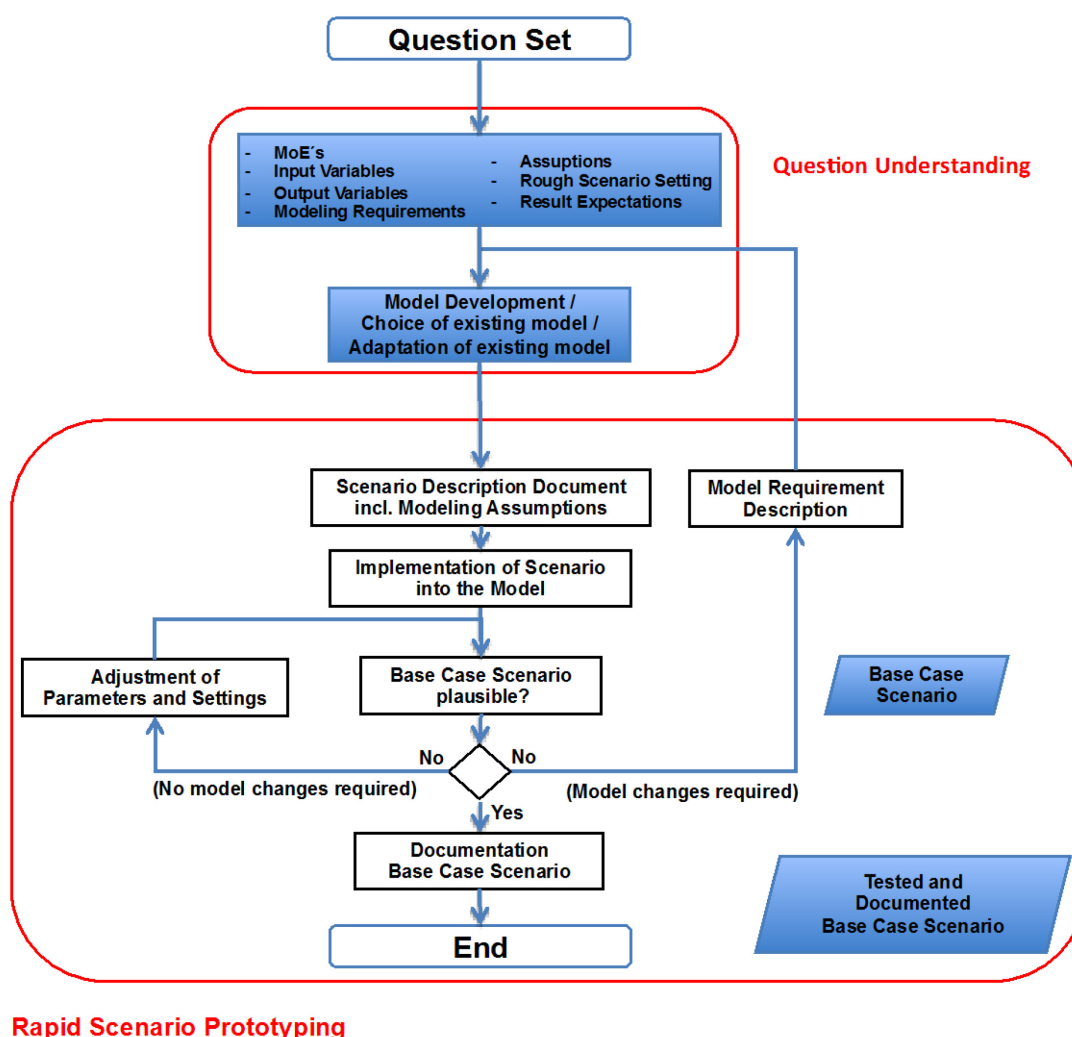 Question Set
- MoE´s
- Input Variables
- Output Variables
- Modeling Requirements
- Assuptions
- Rough Scenario Setting
- Result Expectations
Question Understanding
Model Development /
Choice of existing model /
Adaptation of existing model
Scenario Description Document
incl. Modeling Assumptions
Model Requirement
Description
Implementation of Scenario
into the Model
Adjustment of
Parameters and Settings
Base Case Scenario
plausible?
Base Case
Scenario
No
No
(No model changes required)
(Model changes required)
Yes
Documentation
Base Case Scenario
Tested and
Documented
Base Case Scenario
End
Rapid Scenario Prototyping